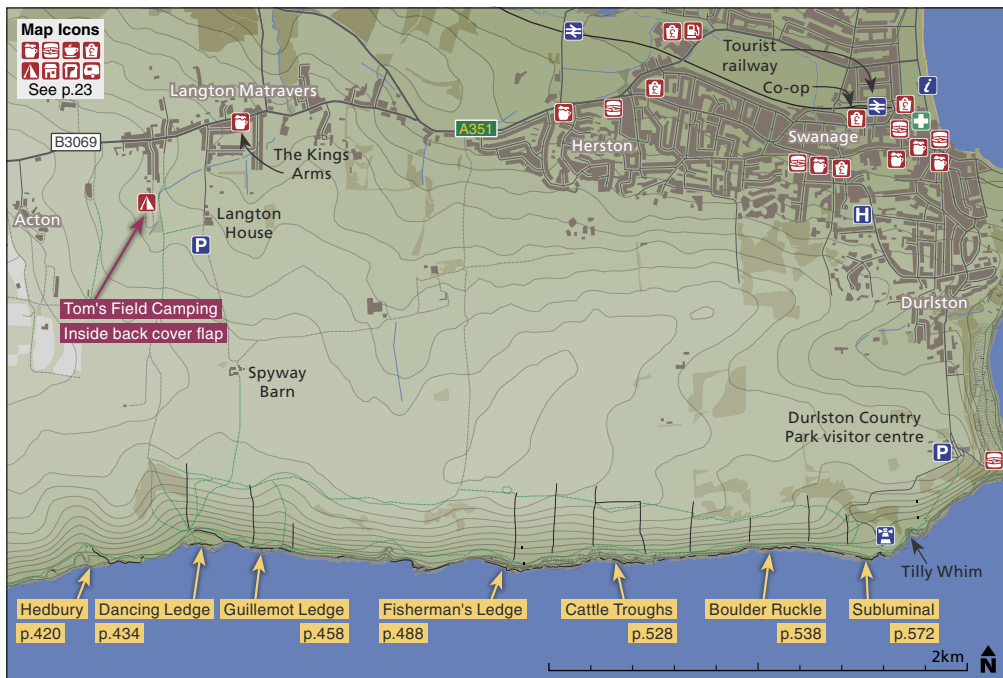 Map Icons
See p.23
Langton Matravers
B3069
The Kings
Arms
A351
Tourist
railway
Co-op
Herston
Swanage
Acton
Langton
House
P
H
i
Tom's Field Camping
Inside back cover flap
Durlston
Spyway
Barn
Durlston Country
Park visitor centre
P
Tilly Whim
Hedbury
p.420
Dancing Ledge
p.434
Guillemot Ledge
p.458
Fisherman's Ledge
p.488
Cattle Troughs
p.528
Boulder Ruckle
p.538
Subluminal
p.572
2km
N